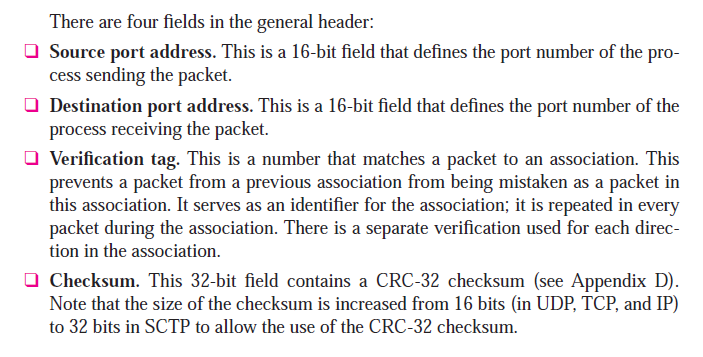 There are four fields in the general header:
❑ Source port address. This is a 16-bit field that defines the port number of the pro-
cess sending the packet.
❑ Destination port address. This is a 16-bit field that defines the port number of the
process receiving the packet.
❑ Verification tag. This is a number that matches a packet to an association. This
prevents a packet from a previous association from being mistaken as a packet in
this association. It serves as an identifier for the association; it is repeated in every
packet during the association. There is a separate verification used for each direc-
tion in the association.
❑ Checksum. This 32-bit field contains a CRC-32 checksum (see Appendix D).
Note that the size of the checksum is increased from 16 bits (in UDP, TCP, and IP)
to 32 bits in SCTP to allow the use of the CRC-32 checksum.